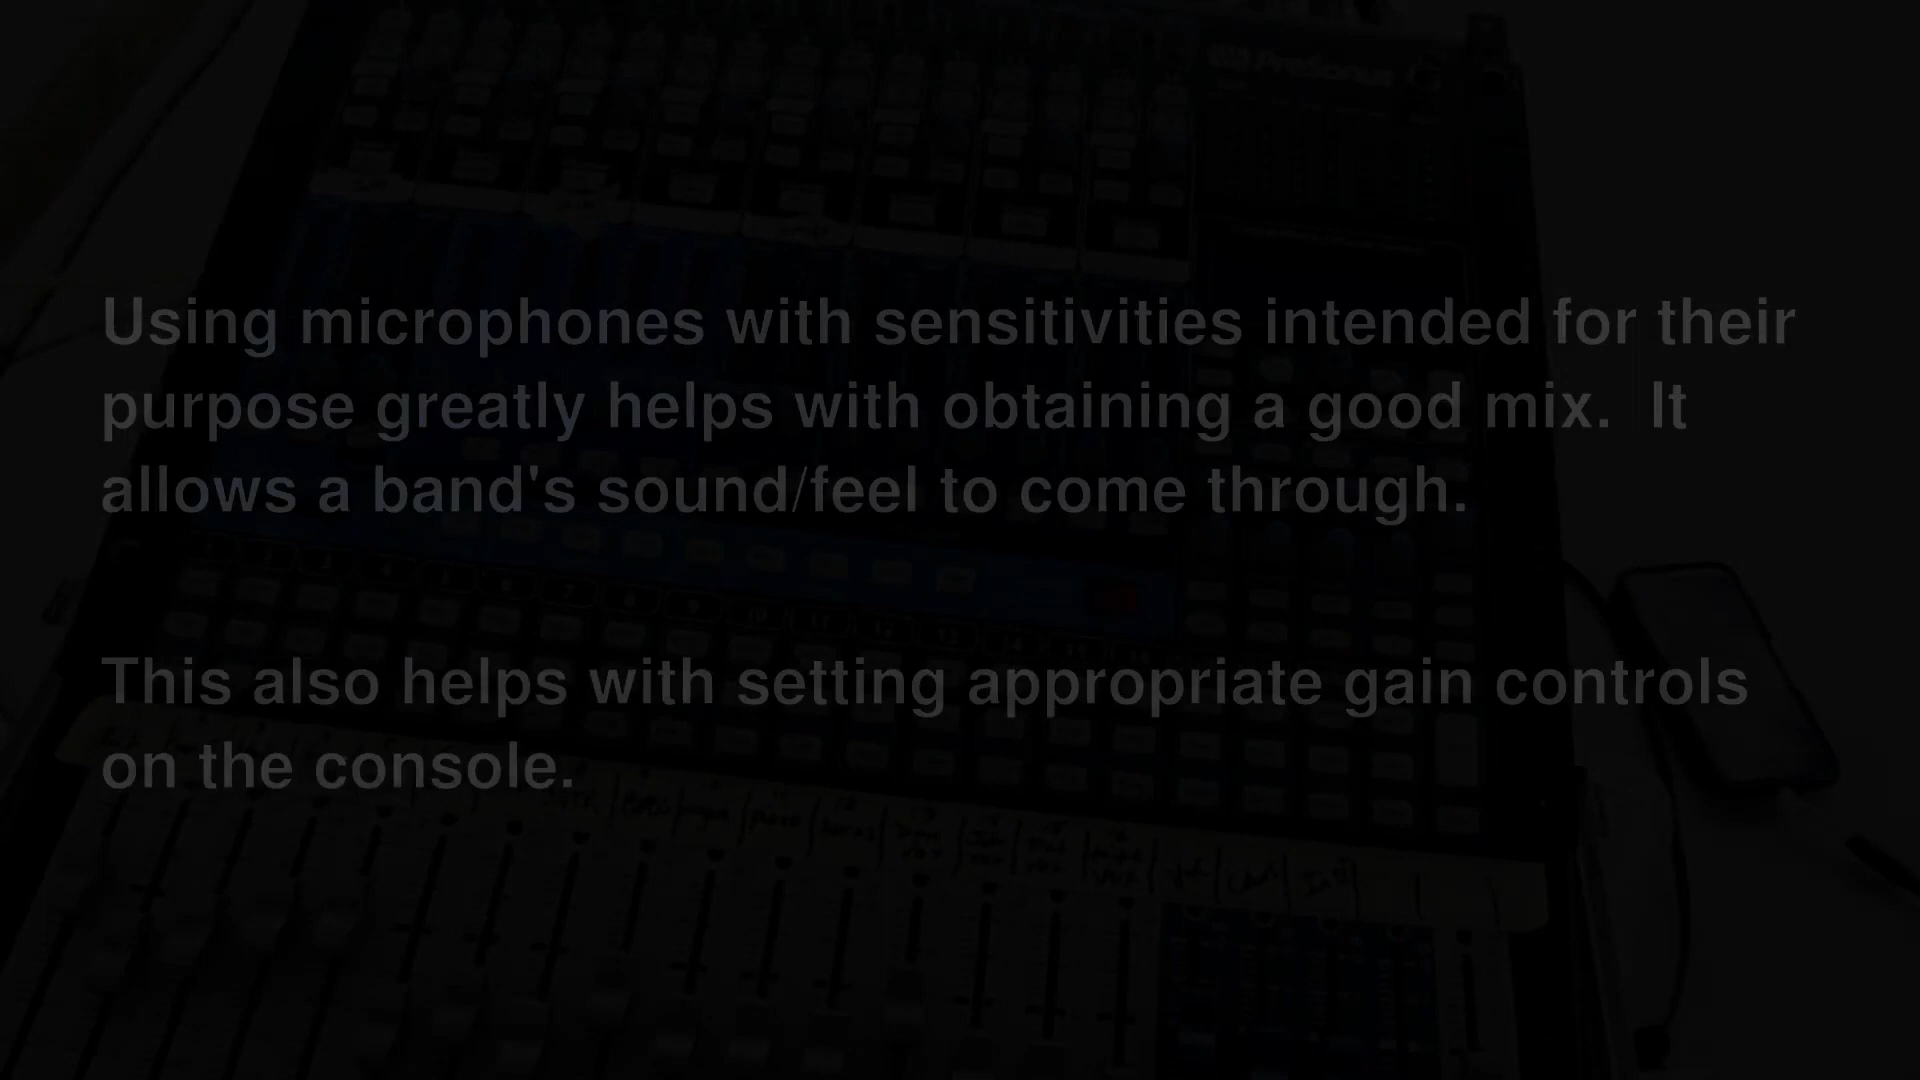 PreSonus
Using microphones with sensitivities intended for their
purpose greatly helps with obtaining a good mix.  It
allows a band's sound/feel to come through.
This also helps with setting appropriate gain controls
on the console.